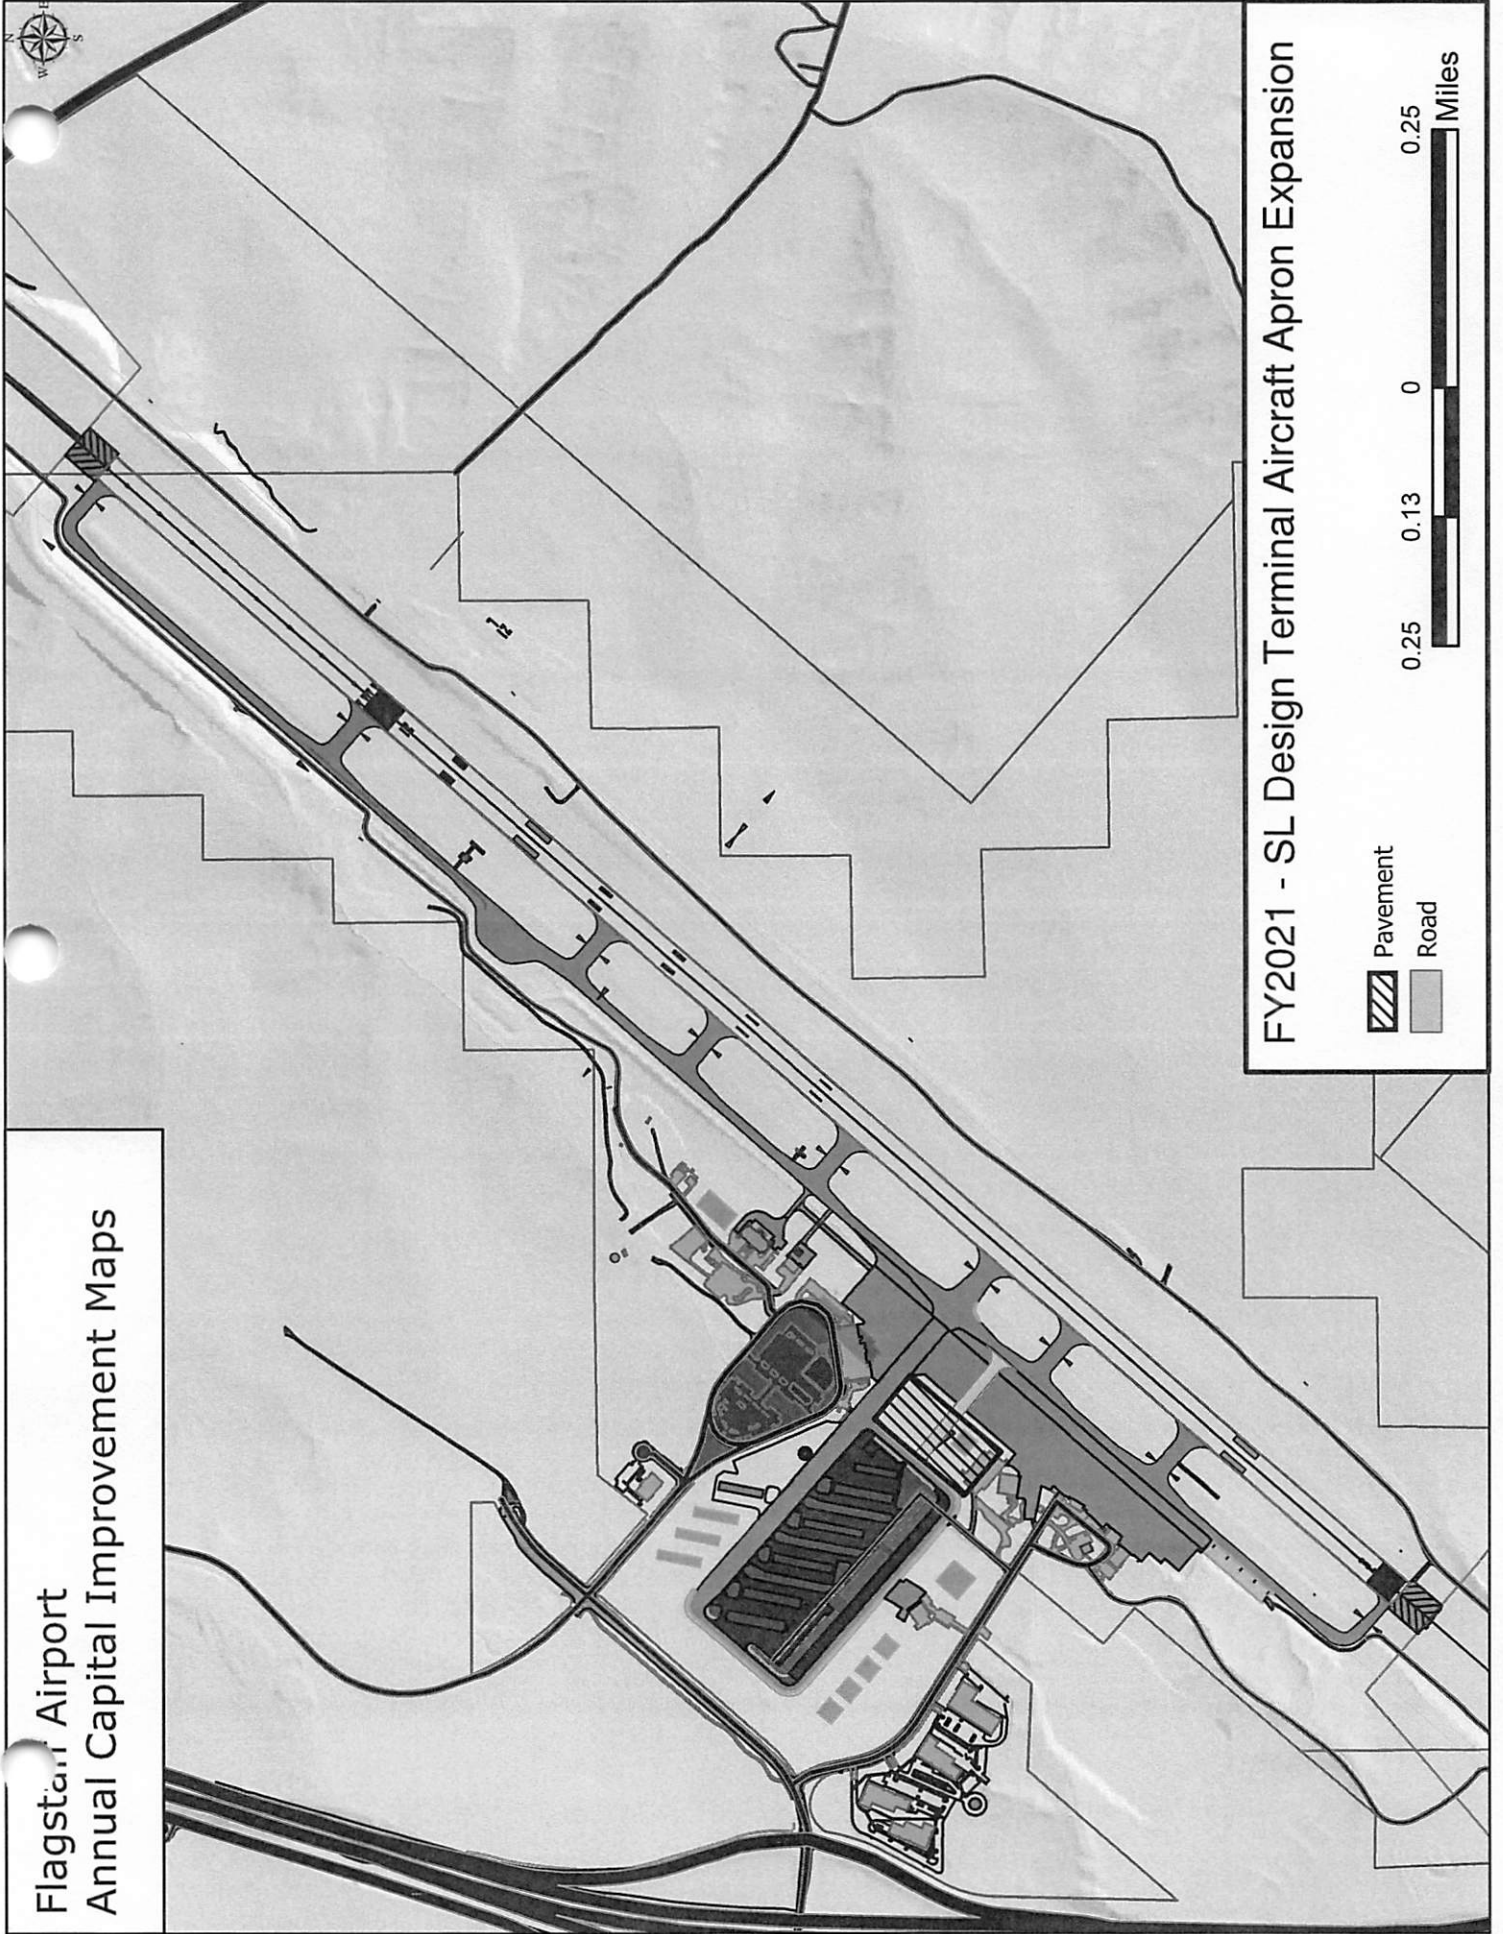 Airport
Annual Capital Improvement Maps
N
E
S
W
FY2021 - SL Design Terminal Aircraft Apron Expansion
Pavement
Road
0.25
0.13
0
0.25
Miles